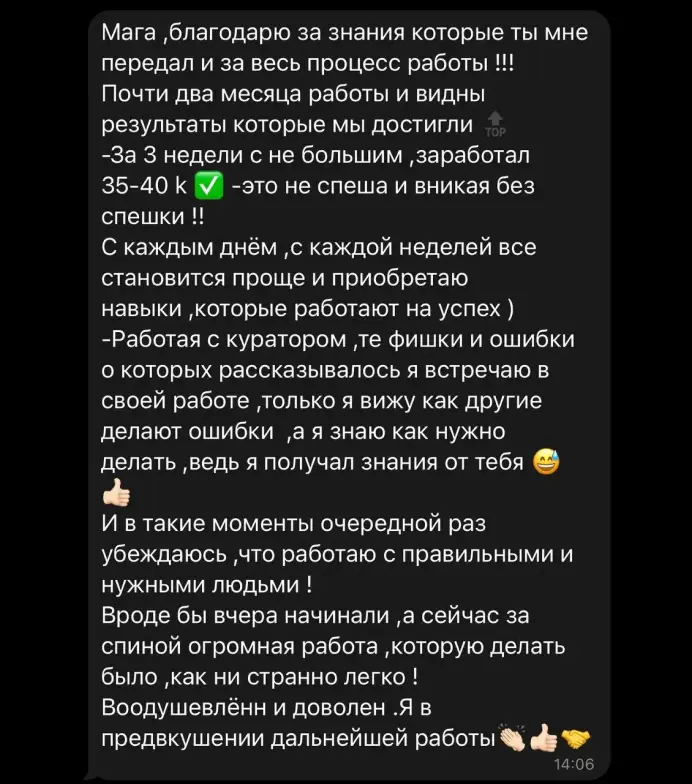 Мага ,благодарю за знания которые ты мне
передал и за весь процесс работы !!!
Почти два месяца работы и видны
результаты которые мы достигли 🔝
-За 3 недели с не большим ,заработал
35-40 k ✅ -это не спеша и вникая без
спешки !!
С каждым днём ,с каждой неделей все
становится проще и приобретаю
навыки ,которые работают на успех )
-Работая с куратором ,те фишки и ошибки
о которых рассказывалось я встречаю в
своей работе ,только я вижу как другие
делают ошибки  ,а я знаю как нужно
делать ,ведь я получал знания от тебя 😅
👍🏻
И в такие моменты очередной раз
убеждаюсь ,что работаю с правильными и
нужными людьми !
Вроде бы вчера начинали ,а сейчас за
спиной огромная работа ,которую делать
было ,как ни странно легко !
Воодушевлённ и доволен .Я в
предвкушении дальнейшей работы👏🏻👍🏻🤝
14:06